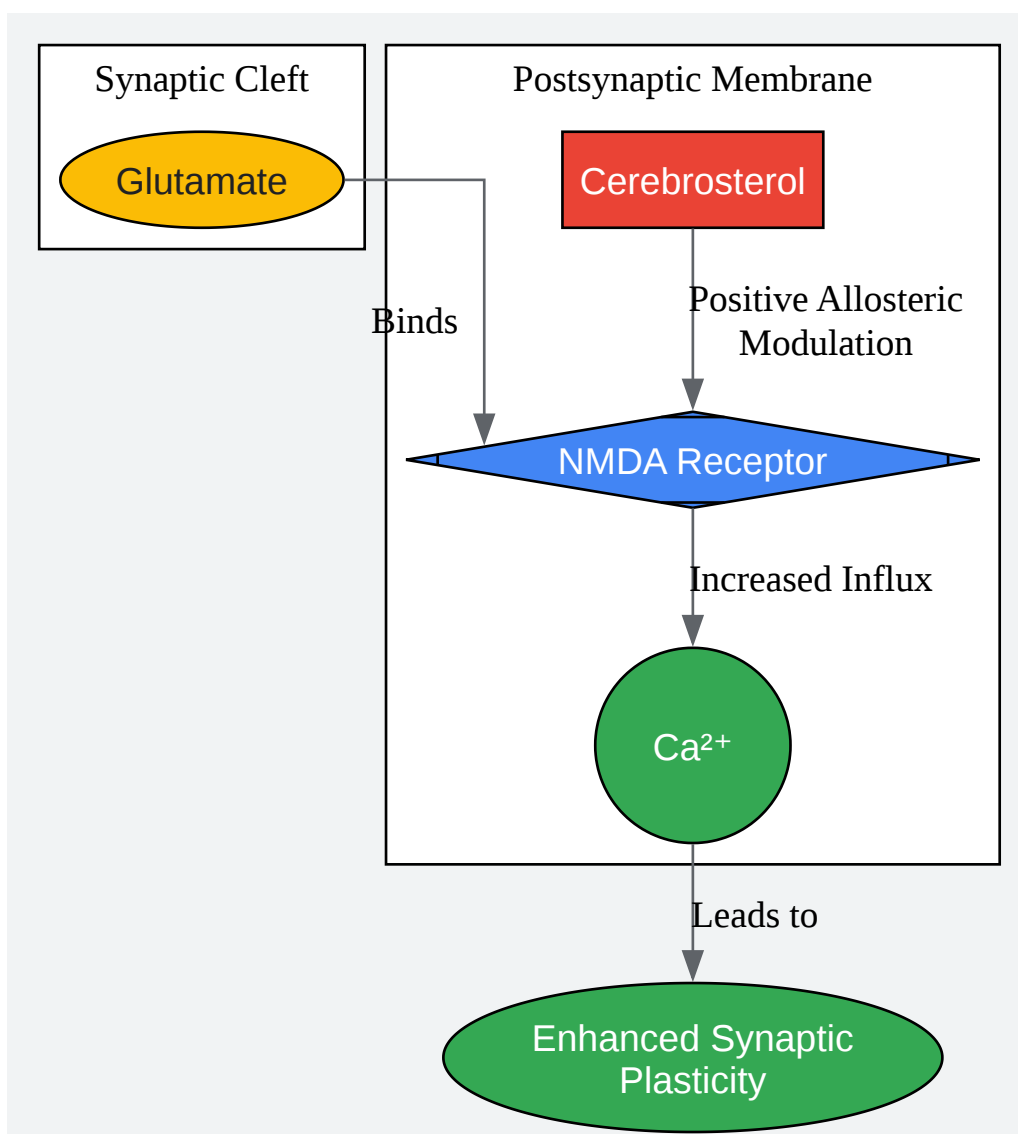 Synaptic Cleft
Postsynaptic Membrane
Glutamate
Cerebrosterol
Binds
Positive Allosteric
Modulation
NMDA Receptor
Increased Influx
Ca²⁺
Leads to
Enhanced Synaptic
Plasticity